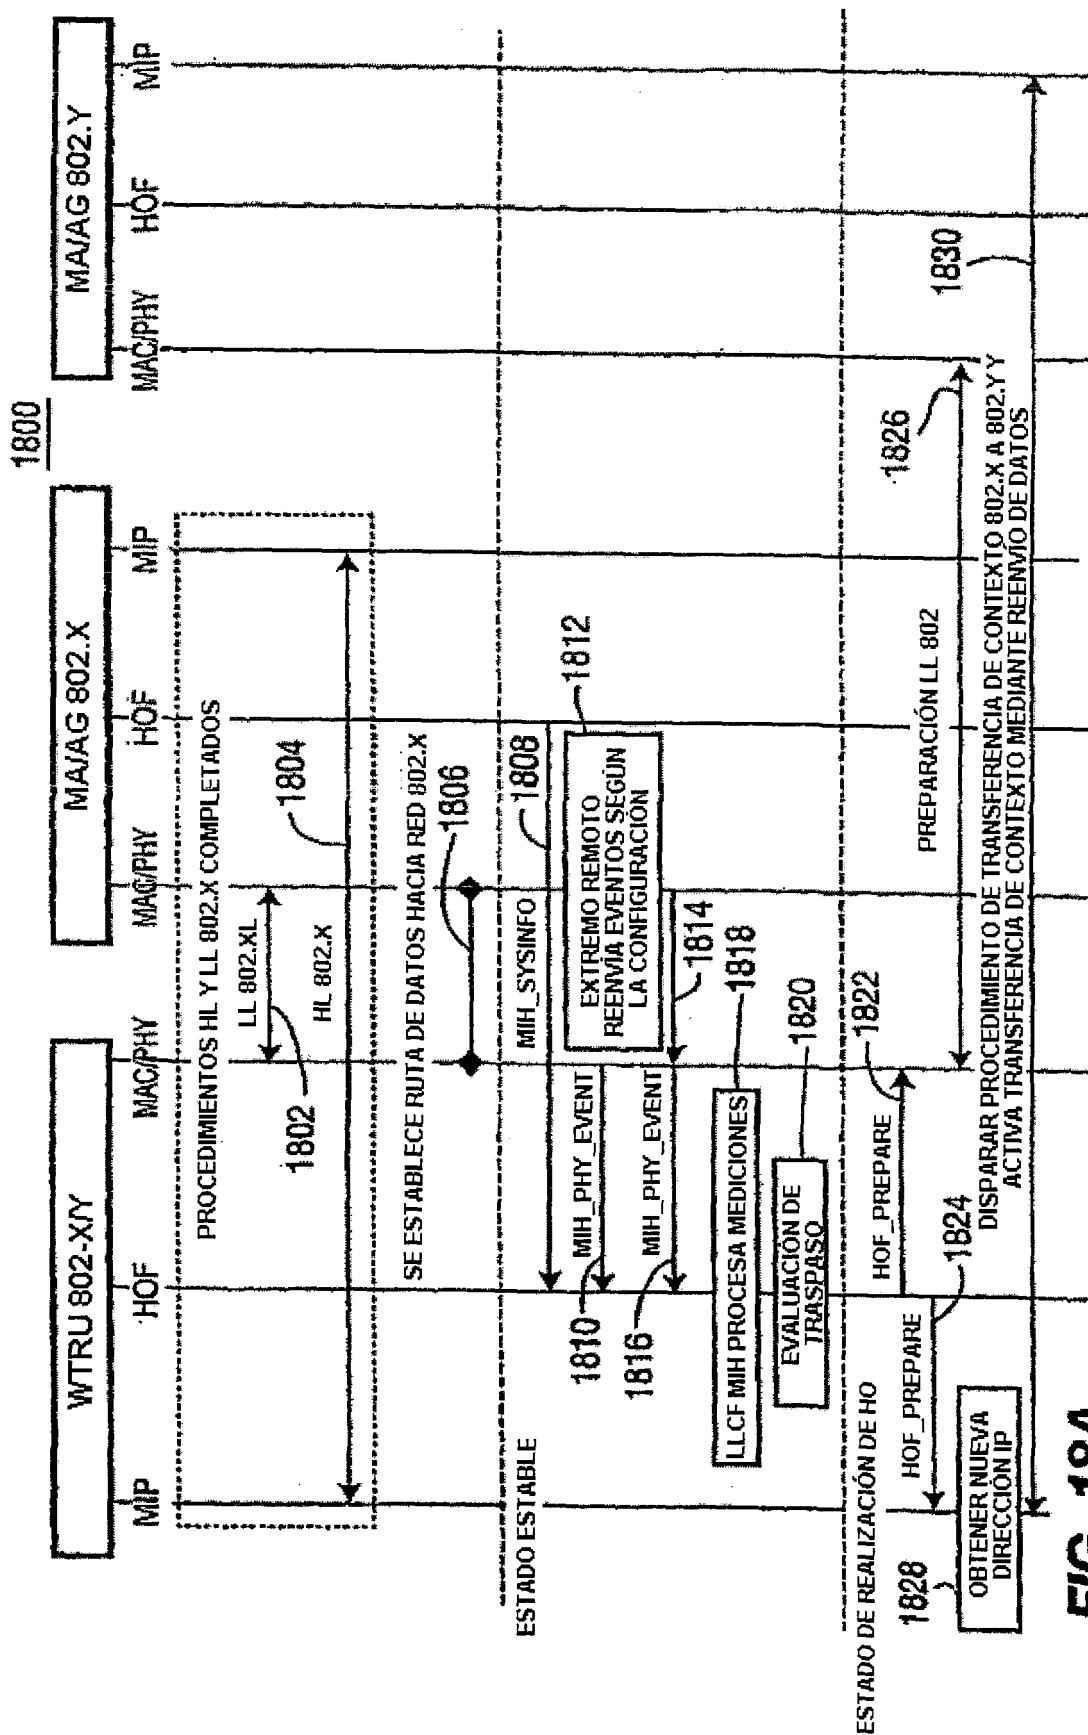 1800
WTRU 802-X/Y
MA/AG 802.X
MA/AG 802.Y
MIP
HOF
MAC/PHY
MAC/PHY
HOF
MIP
MAC/PHY
HOF
MIP
PROCEDIMIENTOS HL Y LL 802.X COMPLETADOS
LL 802.XL
1802
HL 802.X
1804
SE ESTABLECE RUTA DE DATOS HACIA RED 802.X
1806
ESTADO ESTABLE
MIH_SYSINFO
1808
1810
MIH_PHY_EVENT
EXTREMO REMOTO
REENVÍA EVENTOS SEGÚN
LA CONFIGURACIÓN
1812
1814
1816
MIH_PHY_EVENT
LLCF MIH PROCESA MEDICIONES
1818
EVALUACIÓN DE
TRASPASO
1820
ESTADO DE REALIZACIÓN DE HO
HOF_PREPARE
1822
HOF_PREPARE
1824
PREPARACIÓN LL 802
1826
OBTENER NUEVA
DIRECCIÓN IP
1828
DISPARAR PROCEDIMIENTO DE TRANSFERENCIA DE CONTEXTO 802.X A 802.Y Y
ACTIVA TRANSFERENCIA DE CONTEXTO MEDIANTE REENVÍO DE DATOS
1830
FIG. 18A